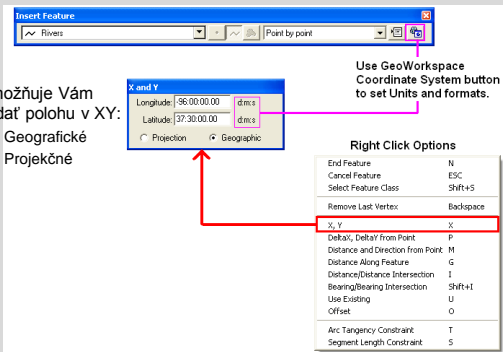 Insert Feature
Rivers
Point by point
Use GeoWorkspace
Coordinate System button
to set Units and formats.
možňuje Vám
dať polohu v XY:
Geografické
Projekčné
X and Y
Longitude: -96:00:00.00 d:m:s
Latitude: 37:30:00.00 d:m:s
Projection Geographic
Right Click Options
End Feature N
Cancel Feature ESC
Select Feature Class Shift+S
Remove Last Vertex Backspace
X, Y X
DeltaX, DeltaY from Point P
Distance and Direction from Point M
Distance Along Feature G
Distance/Distance Intersection I
Bearing/Bearing Intersection Shift+I
Use Existing U
Offset O
Arc Tangency Constraint T
Segment Length Constraint S